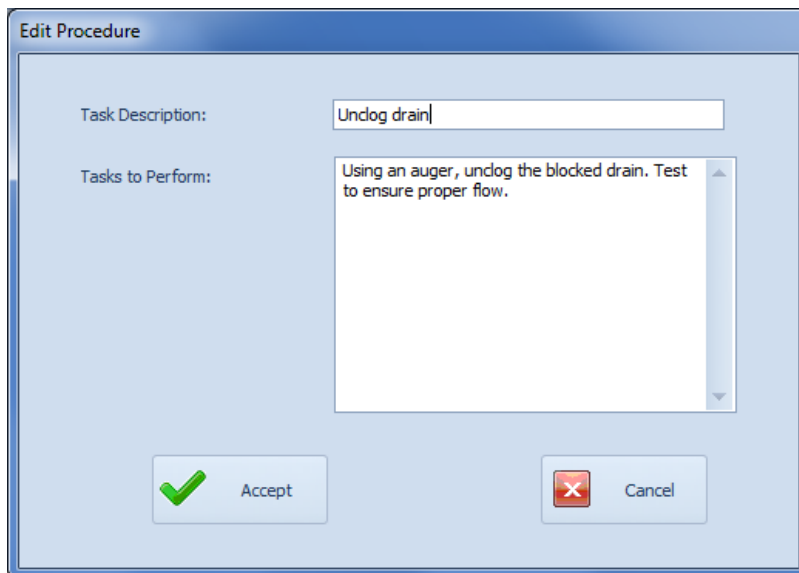 Edit Procedure
Task Description:
Unclog drain
Tasks to Perform:
Using an auger, unclog the blocked drain. Test
to ensure proper flow.
Accept
Cancel